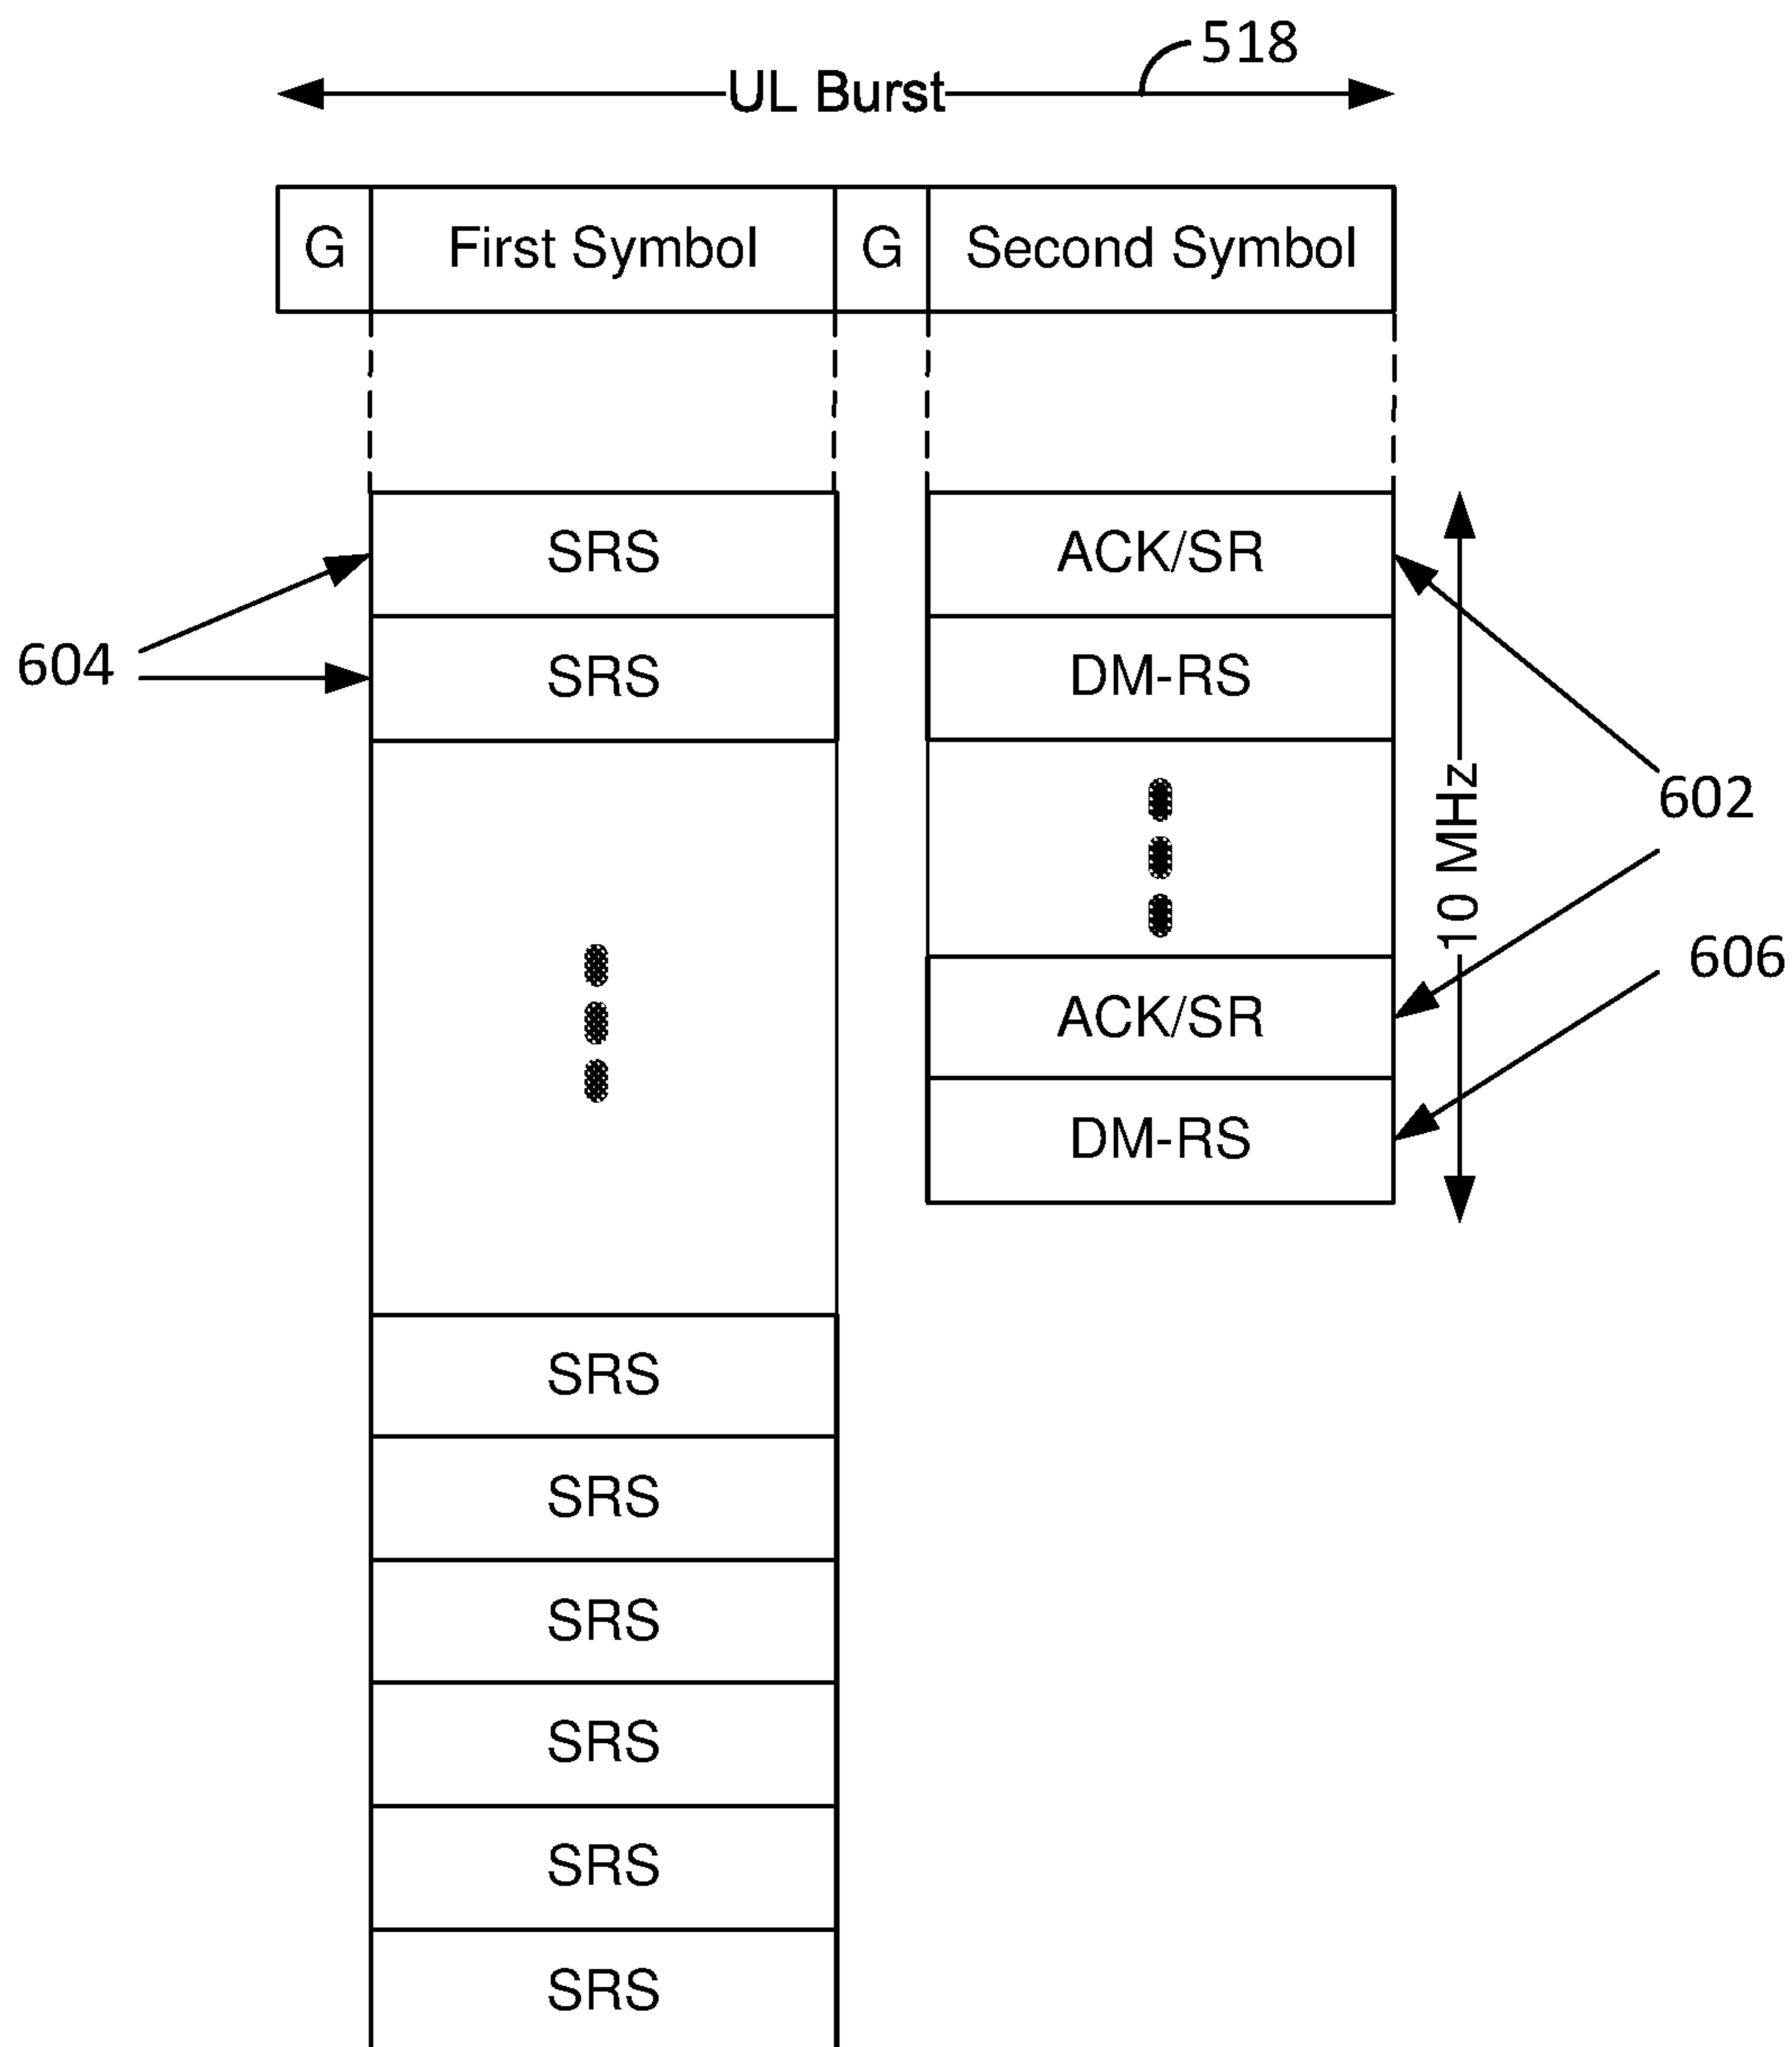 518
UL Burst
G First Symbol G Second Symbol
SRS ACK/SR
604
SRS DM-RS
10 MHz
602
606
ACK/SR
DM-RS
SRS
SRS
SRS
SRS
SRS
SRS